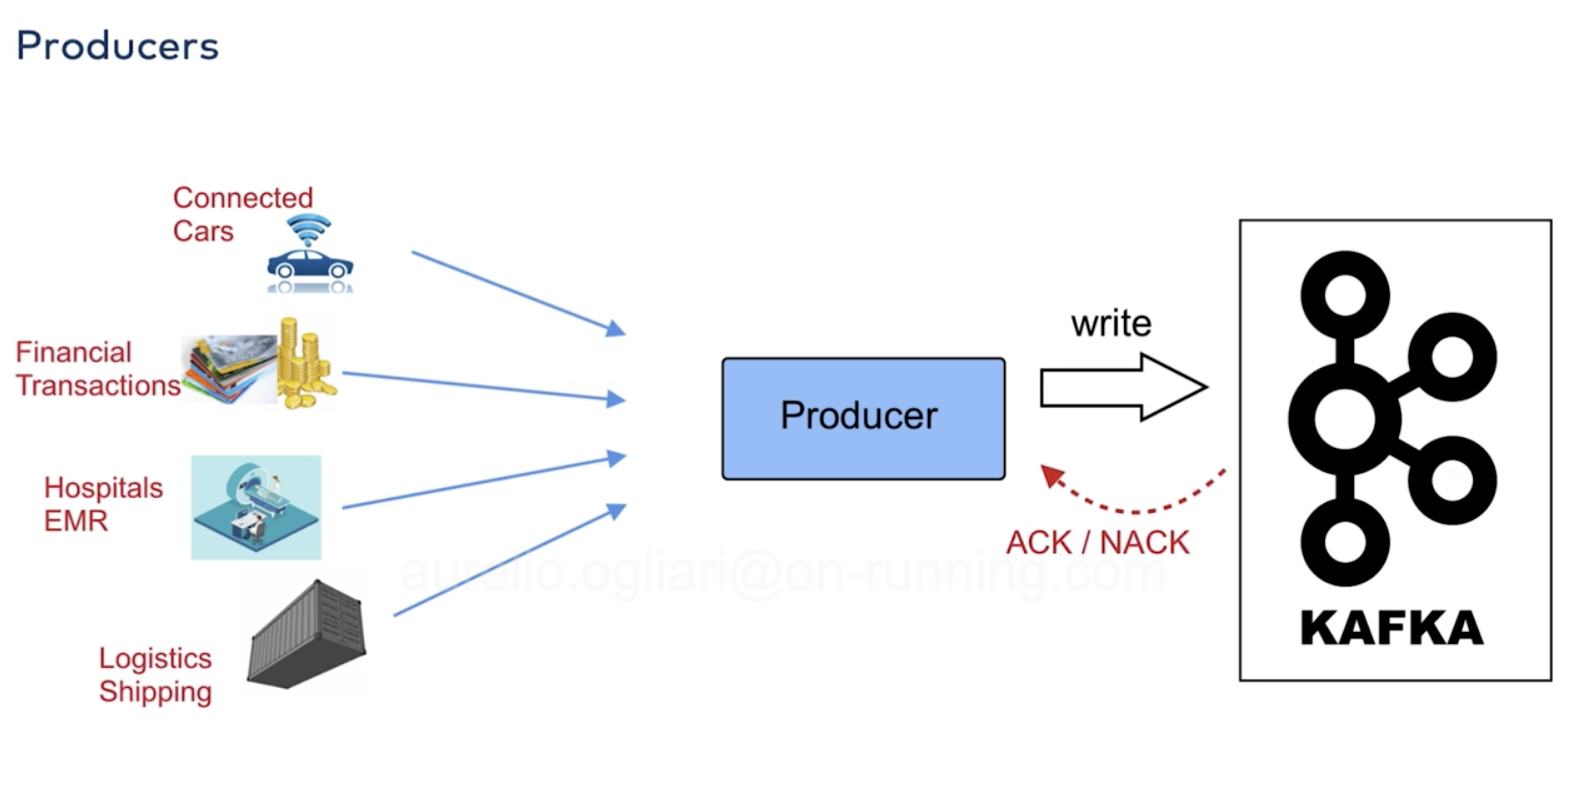 Producers
Connected
Cars
Financial
Transactions
Hospitals
EMR
Logistics
Shipping
Producer
write
ACK / NACK
aurelio.ogliari@on-running.com
KAFKA